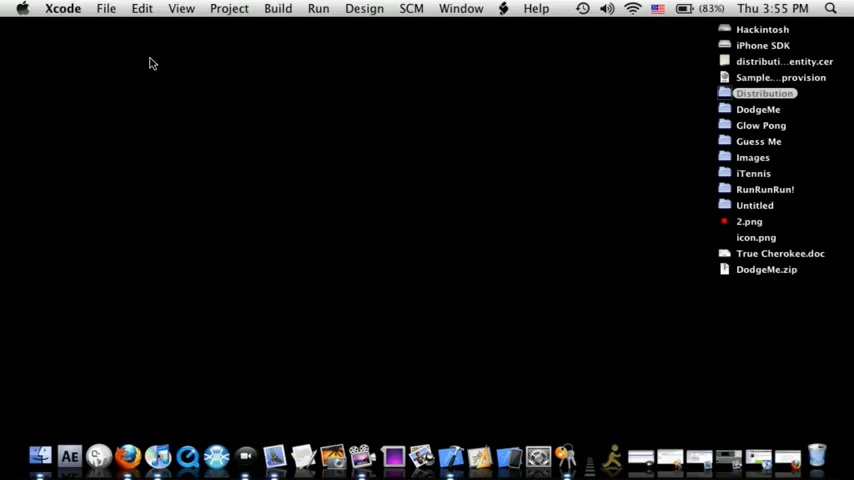 Xcode File Edit View Project Build Run Design SCM Window Help (83%) Thu 3:55 PM
Hackintosh
iPhone SDK
distributi...entity.cer
Sample....provision
Distribution
DodgeMe
Glow Pong
Guess Me
Images
iTennis
RunRunRun!
Untitled
2.png
icon.png
True Cherokee.doc
DodgeMe.zip
AE